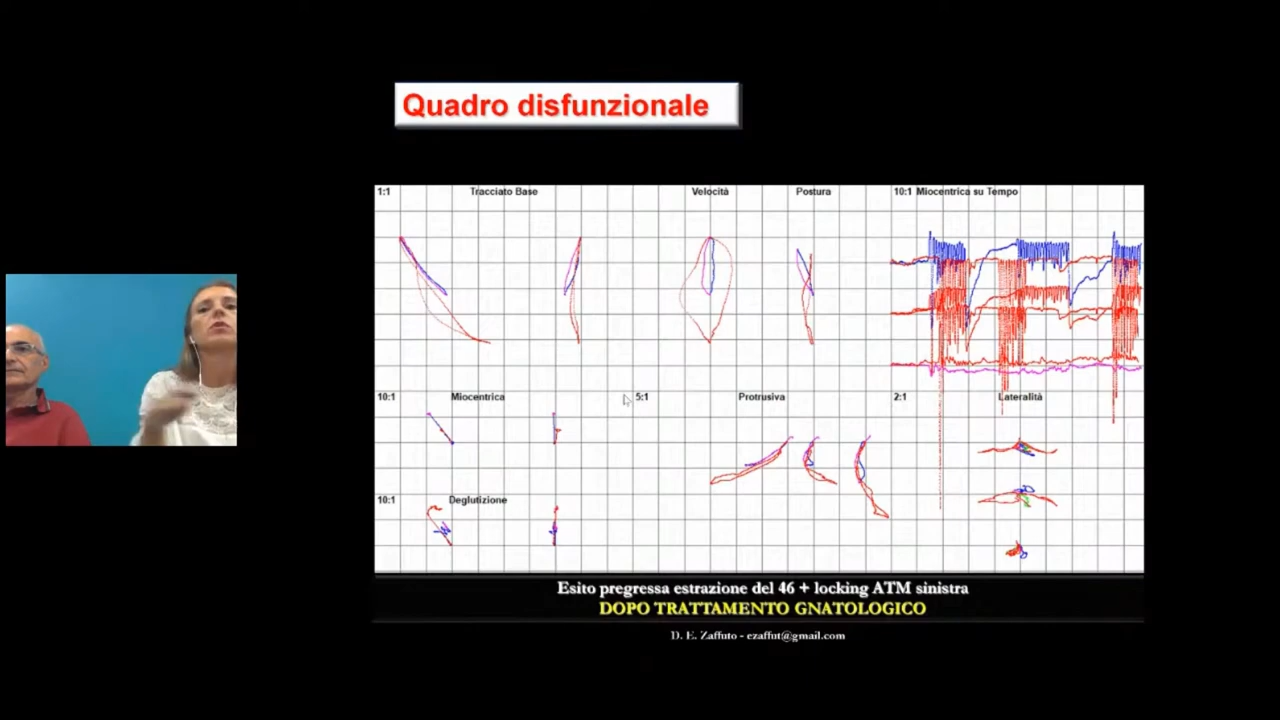 Quadro disfunzionale
1:1 Tracciato Base Velocità Postura 10:1 Miocentrica su Tempo
10:1 Miocentrica 5:1 Protrusiva 2:1 Lateralità
10:1 Deglutizione
Esito pregressa estrazione del 46 + locking ATM sinistra
DOPO TRATTAMENTO GNATOLOGICO
D. E. Zaffuto - ezaffut@gmail.com